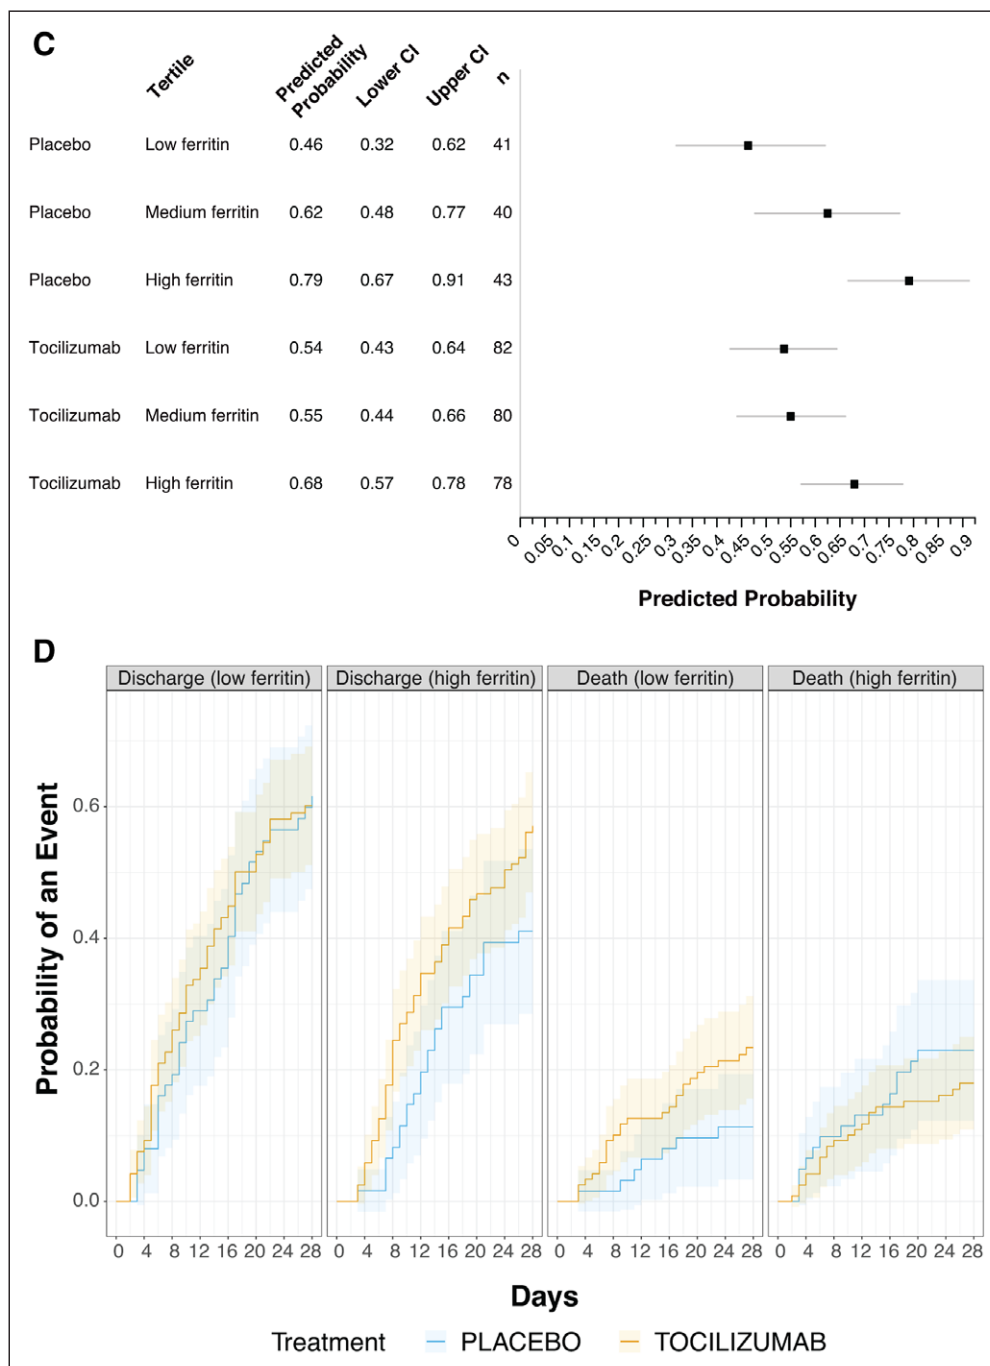 C
Tertile
Predicted
Probability
Lower CI
Upper CI
n
Placebo Low ferritin 0.46 0.32 0.62 41
Placebo Medium ferritin 0.62 0.48 0.77 40
Placebo High ferritin 0.79 0.67 0.91 43
Tocilizumab Low ferritin 0.54 0.43 0.64 82
Tocilizumab Medium ferritin 0.55 0.44 0.66 80
Tocilizumab High ferritin 0.68 0.57 0.78 78
0 0.05 0.1 0.15 0.2 0.25 0.3 0.35 0.4 0.45 0.5 0.55 0.6 0.65 0.7 0.75 0.8 0.85 0.9
Predicted Probability
D
Discharge (low ferritin) Discharge (high ferritin) Death (low ferritin) Death (high ferritin)
Probability of an Event
0.6
0.4
0.2
0.0
0 4 8 12 16 20 24 28 0 4 8 12 16 20 24 28 0 4 8 12 16 20 24 28 0 4 8 12 16 20 24 28
Days
Treatment PLACEBO TOCILIZUMAB